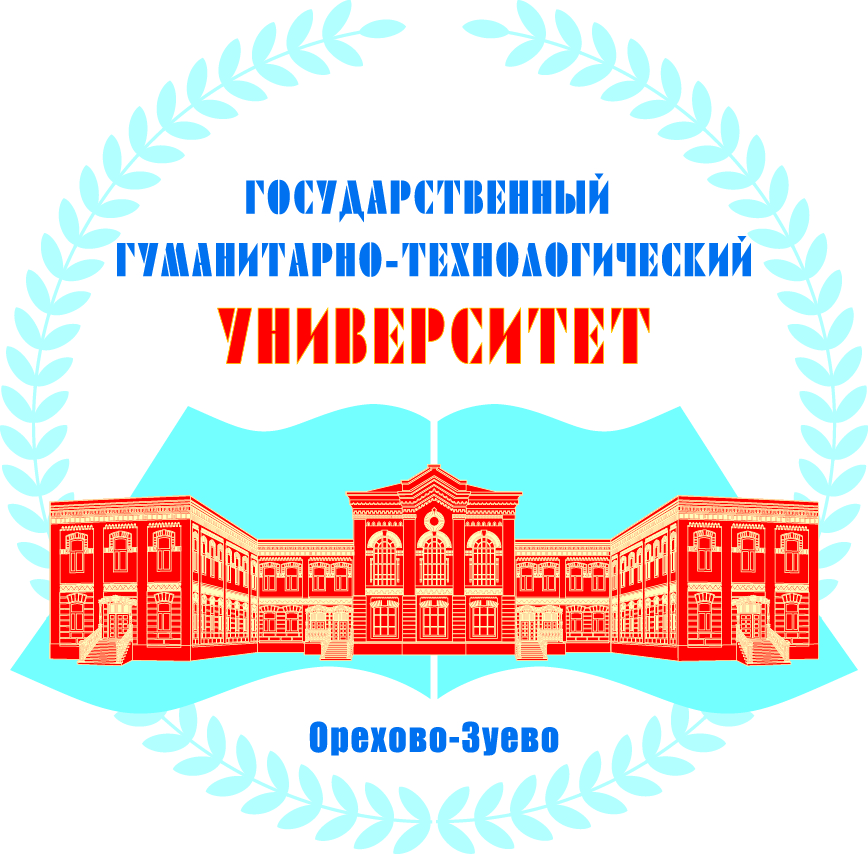 ГОСУДАРСТВЕННЫЙ
ГУМАНИТАРНО-ТЕХНОЛОГИЧЕСКИЙ
УНИВЕРСИТЕТ
Орехово-Зуево